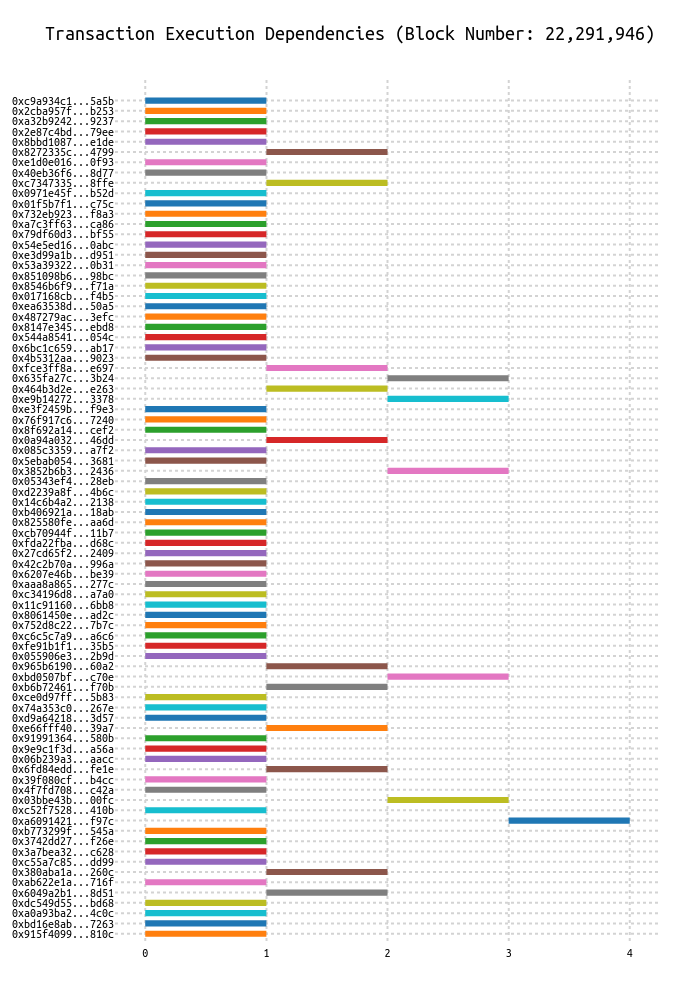 Transaction Execution Dependencies (Block Number: 22,291,946)
0xc9a934c1...5a5b
0x2cba957f...b253
0xa32b9242...9237
0x2e87c4bd...79ee
0x8bbd1087...e1de
0x8272335c...4799
0xe1d0e016...0f93
0x40eb36f6...8d77
0xc7347335...8ffe
0x0971e45f...b52d
0x01f5b7f1...c75c
0x732eb923...f8a3
0xa7c3ff63...ca86
0x79df60d3...bf55
0x54e5ed16...0abc
0xe3d99a1b...d951
0x53a39322...0b31
0x851098b6...98bc
0x8546b6f9...f71a
0x017168cb...f4b5
0xea63538d...50a5
0x487279ac...3efc
0x8147e345...ebd8
0x544a8541...054c
0x6bc1c659...ab17
0x4b5312aa...9023
0xfce3ff8a...e697
0x635fa27c...3b24
0x464b3d2e...e263
0xe9b14272...3378
0xe3f2459b...f9e3
0x76f917c6...7240
0x8f692a14...cef2
0x0a94a032...46dd
0x085c3359...a7f2
0x5ebab054...3681
0x3852b6b3...2436
0x05343ef4...28eb
0xd2239a8f...4b6c
0x14c6b4a2...2138
0xb406921a...18ab
0x825580fe...aa6d
0xcb70944f...11b7
0xfda22fba...d68c
0x27cd65f2...2409
0x42c2b70a...996a
0x6207e46b...be39
0xaaa8a865...277c
0xc34196d8...a7a0
0x11c91160...6bb8
0x8061450e...ad2c
0x752d8c22...7b7c
0xc6c5c7a9...a6c6
0xfe91b1f1...35b5
0x055906e3...2b9d
0x965b6190...60a2
0xbd0507bf...c70e
0xb6b72461...f70b
0xce0d97ff...5b83
0x74a353c0...267e
0xd9a64218...3d57
0xe66fff40...39a7
0x91991364...580b
0x9e9c1f3d...a56a
0x06b239a3...aacc
0x6fd84edd...fe1e
0x39f080cf...b4cc
0x4f7fd708...c42a
0x03bbe43b...00fc
0xc52f7528...410b
0xa6091421...f97c
0xb773299f...545a
0x3742dd27...f26e
0x3a7bea32...c628
0xc55a7c85...dd99
0x380aba1a...260c
0xab622e1a...716f
0x6049a2b1...8d51
0xdc549d55...bd68
0xa0a93ba2...4c0c
0xbd16e8ab...7263
0x915f4099...810c
0 1 2 3 4